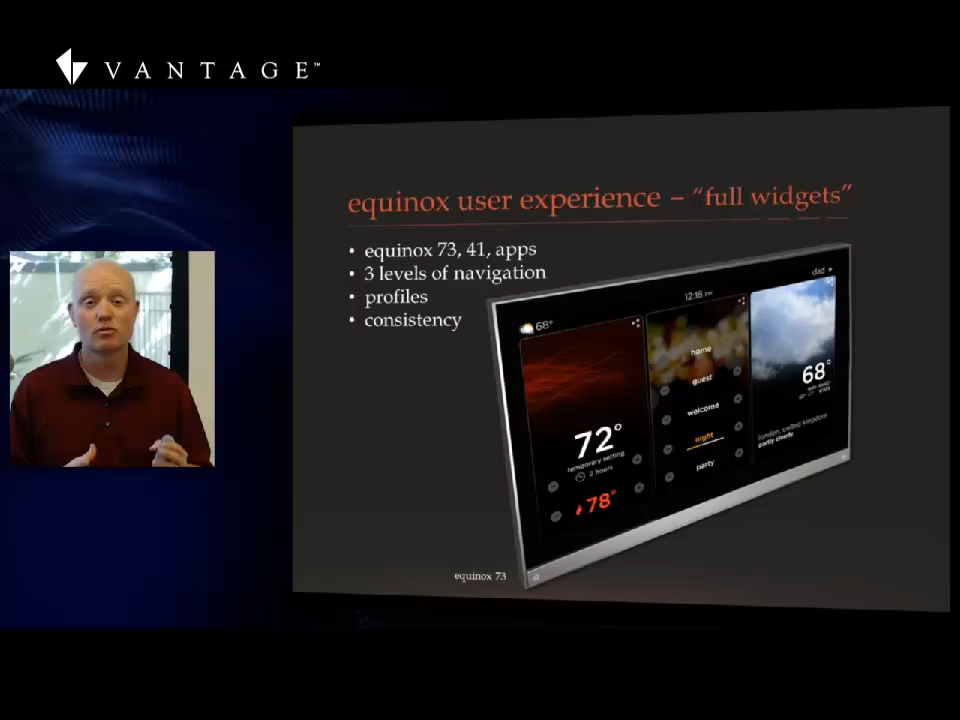 VANTAGE™
equinox user experience – “full widgets”
• equinox 73, 41, apps
• 3 levels of navigation
• profiles
• consistency
dad
12:18 PM
68°
home
guest
welcome
night
party
72°
temporary setting
2 hours
78°
68°
london, united kingdom
partly cloudy
equinox 73